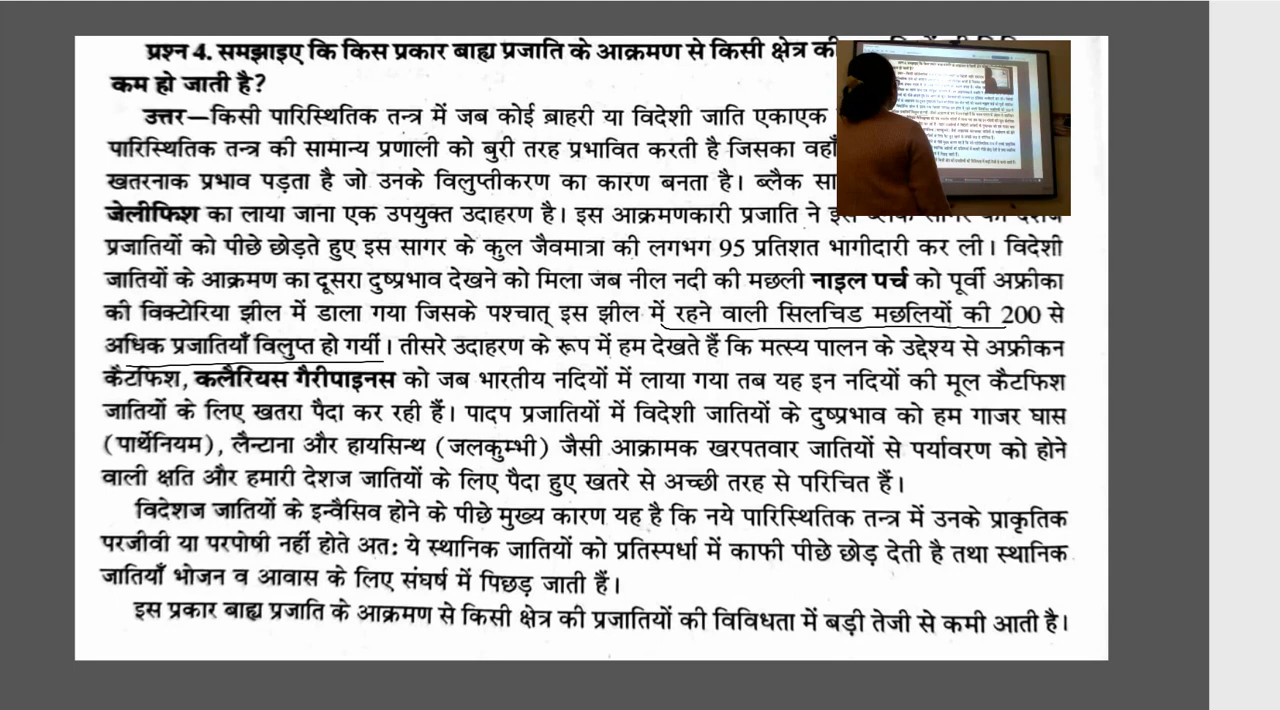 प्रश्न 4. समझाइए कि किस प्रकार बाह्य प्रजाति के आक्रमण से किसी क्षेत्र की
कम हो जाती है?
उत्तर—किसी पारिस्थितिक तन्त्र में जब कोई बाहरी या विदेशी जाति एकाएक
पारिस्थितिक तन्त्र की सामान्य प्रणाली को बुरी तरह प्रभावित करती है जिसका वहाँ
खतरनाक प्रभाव पड़ता है जो उनके विलुप्तीकरण का कारण बनता है। ब्लैक
जेलीफिश का लाया जाना एक उपयुक्त उदाहरण है। इस आक्रमणकारी प्रजाति ने
प्रजातियों को पीछे छोड़ते हुए इस सागर के कुल जैवमात्रा की लगभग 95 प्रतिशत भागीदारी कर ली। विदेशी
जातियों के आक्रमण का दूसरा दुष्प्रभाव देखने को मिला जब नील नदी की मछली नाइल पर्च को पूर्वी अफ्रीका
की विक्टोरिया झील में डाला गया जिसके पश्चात् इस झील में रहने वाली सिलचिड मछलियों की 200 से
अधिक प्रजातियाँ विलुप्त हो गयीं। तीसरे उदाहरण के रूप में हम देखते हैं कि मत्स्य पालन के उद्देश्य से अफ्रीकन
कैटफिश, कलैरियस गैरीपाइनस को जब भारतीय नदियों में लाया गया तब यह इन नदियों की मूल कैटफिश
जातियों के लिए खतरा पैदा कर रही हैं। पादप प्रजातियों में विदेशी जातियों के दुष्प्रभाव को हम गाजर घास
(पार्थेनियम), लैन्टाना और हायसिन्थ (जलकुम्भी) जैसी आक्रामक खरपतवार जातियों से पर्यावरण को होने
वाली क्षति और हमारी देशज जातियों के लिए पैदा हुए खतरे से अच्छी तरह से परिचित हैं।
विदेशज जातियों के इन्वैसिव होने के पीछे मुख्य कारण यह है कि नये पारिस्थितिक तन्त्र में उनके प्राकृतिक
परजीवी या परपोषी नहीं होते अतः ये स्थानिक जातियों को प्रतिस्पर्धा में काफी पीछे छोड़ देती है तथा स्थानिक
जातियाँ भोजन व आवास के लिए संघर्ष में पिछड़ जाती हैं।
इस प्रकार बाह्य प्रजाति के आक्रमण से किसी क्षेत्र की प्रजातियों की विविधता में बड़ी तेजी से कमी आती है।